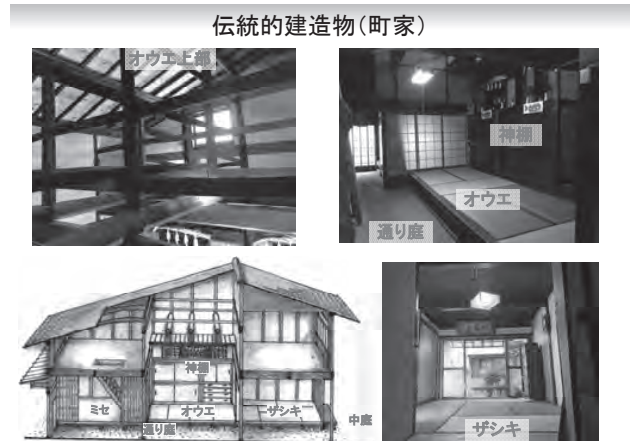 伝統的建造物(町家)
オウエ上部
神棚
オウエ
通り庭
神棚
ミセ
オウエ
ザシキ
通り庭
中庭
ザシキ